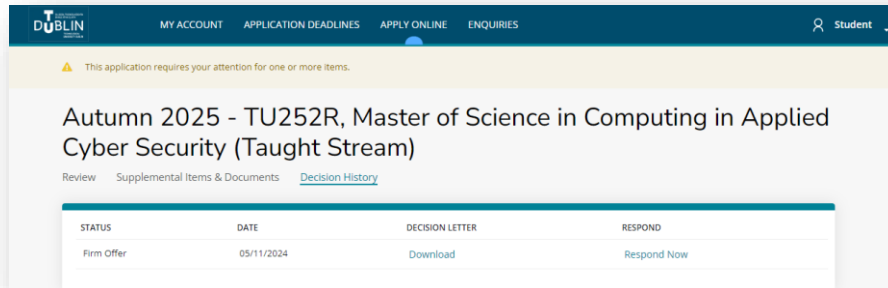 DUBLIN
MY ACCOUNT APPLICATION DEADLINES APPLY ONLINE ENQUIRIES Student
This application requires your attention for one or more items.
Autumn 2025 - TU252R, Master of Science in Computing in Applied
Cyber Security (Taught Stream)
Review Supplemental Items & Documents Decision History
STATUS DATE DECISION LETTER RESPOND
Firm Offer 05/11/2024 Download Respond Now